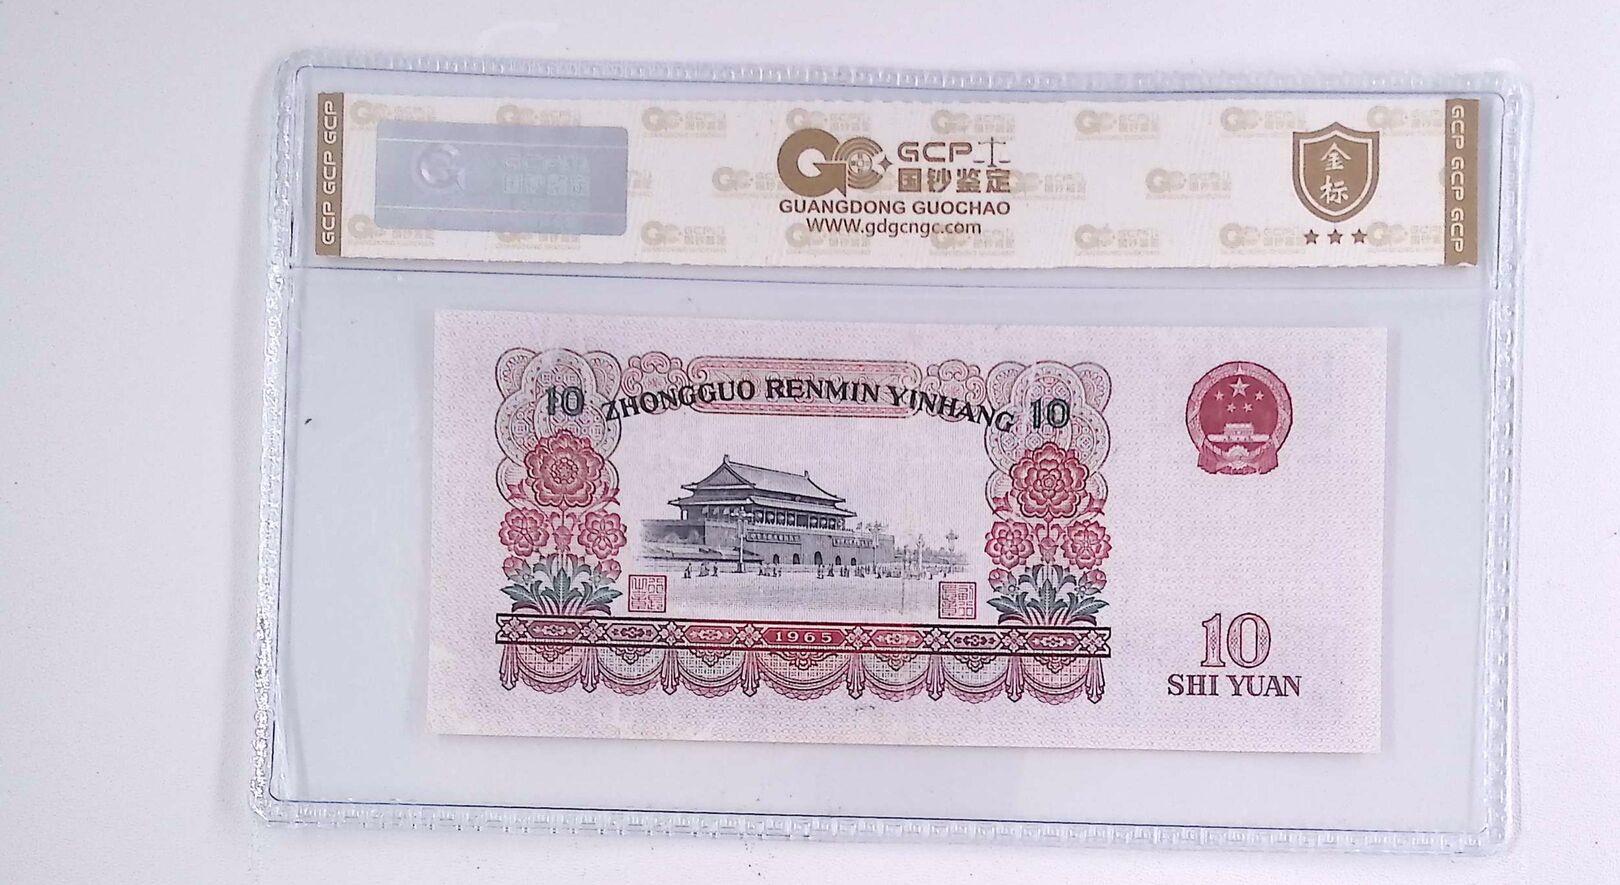 GCP GCP GCP
GCP
国钞鉴定
GUANGDONG GUOCHAO
WWW.gdgcngc.com
金标
GCP GCP GCP
10 ZHONGGUO RENMIN YINHANG 10
1965
10
SHI YUAN